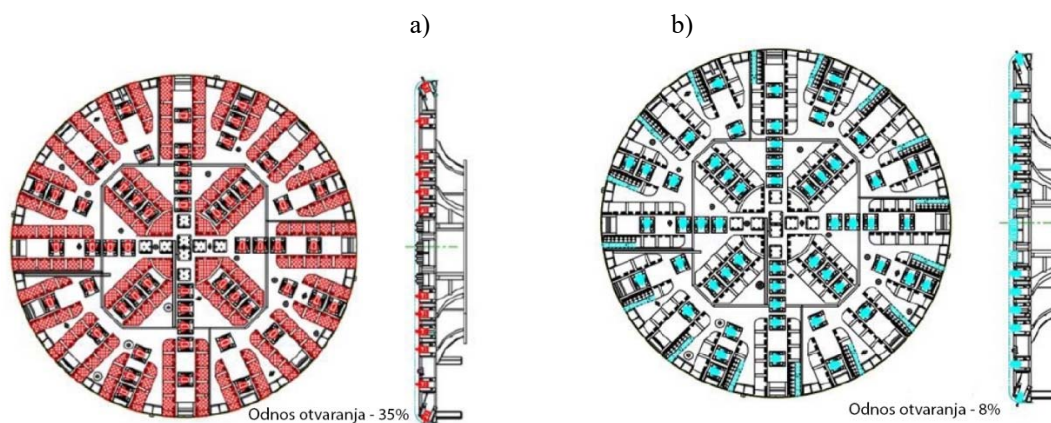 a)
b)
Odnos otvaranja - 35%
Odnos otvaranja - 8%